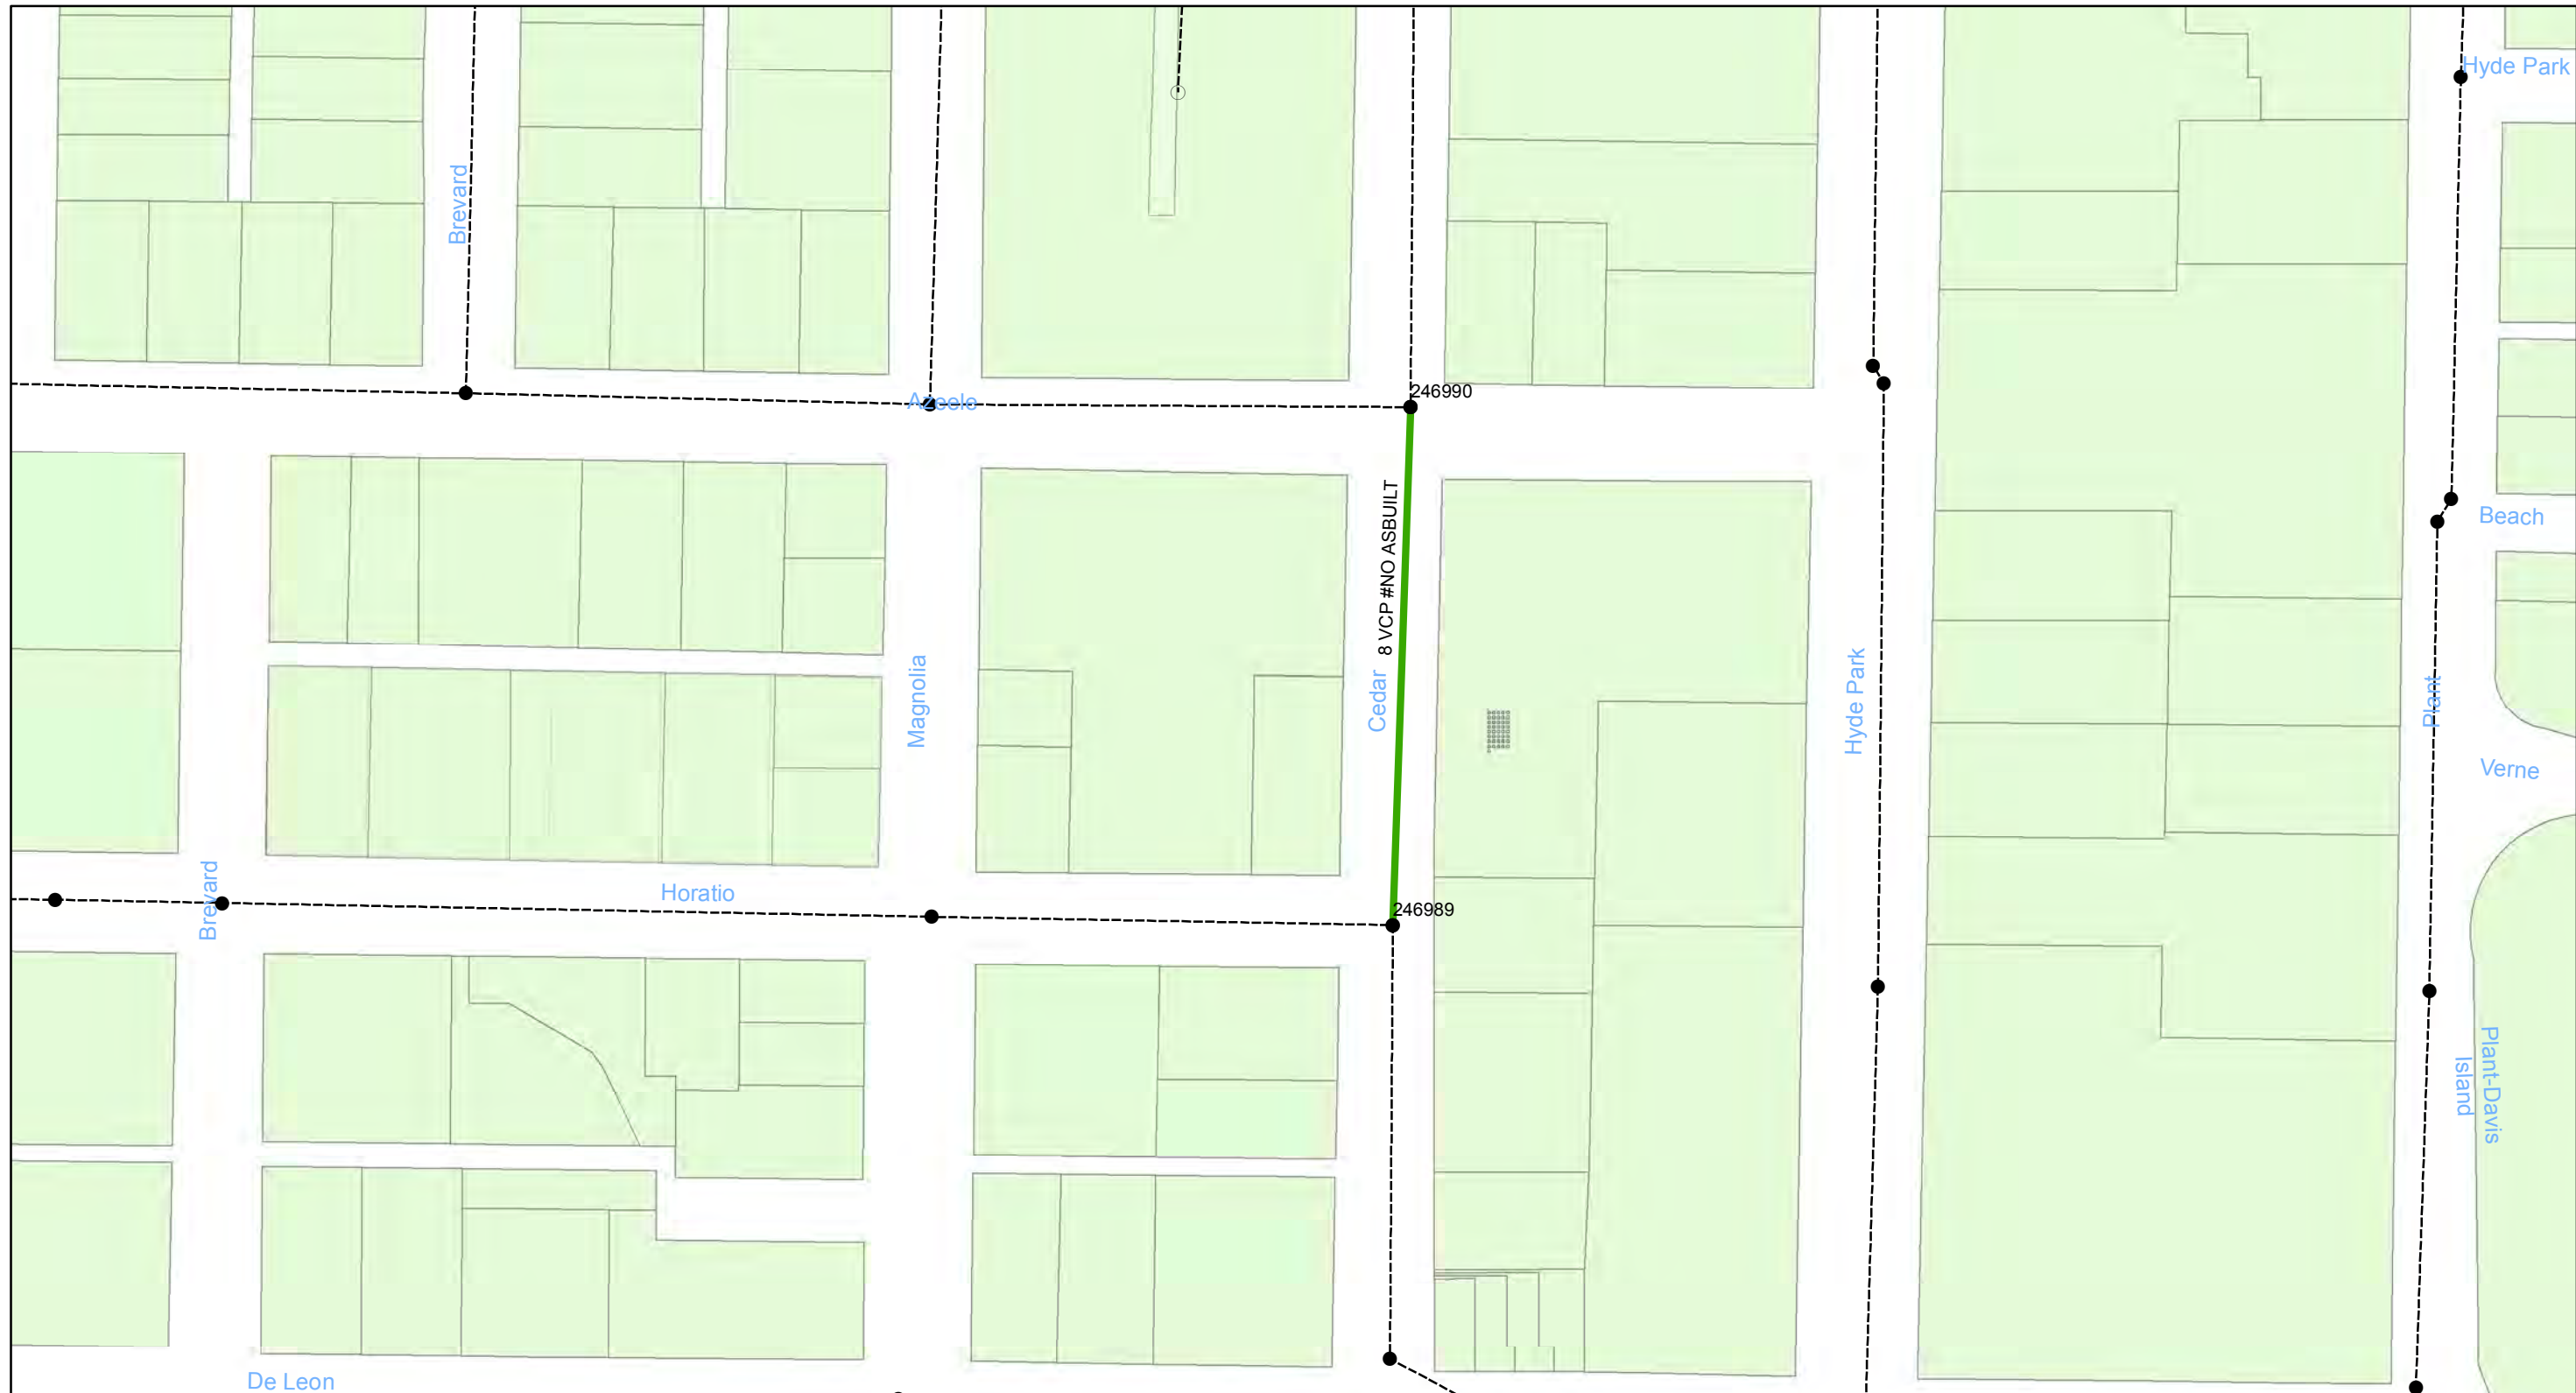 Hyde Park
Brevard
246990
Azeele
8 VCP #NO ASBUILT
Beach
Magnolia
Cedar
Hyde Park
Plant
Verne
Brevard
Horatio
246989
Plant-Davis
Island
De Leon